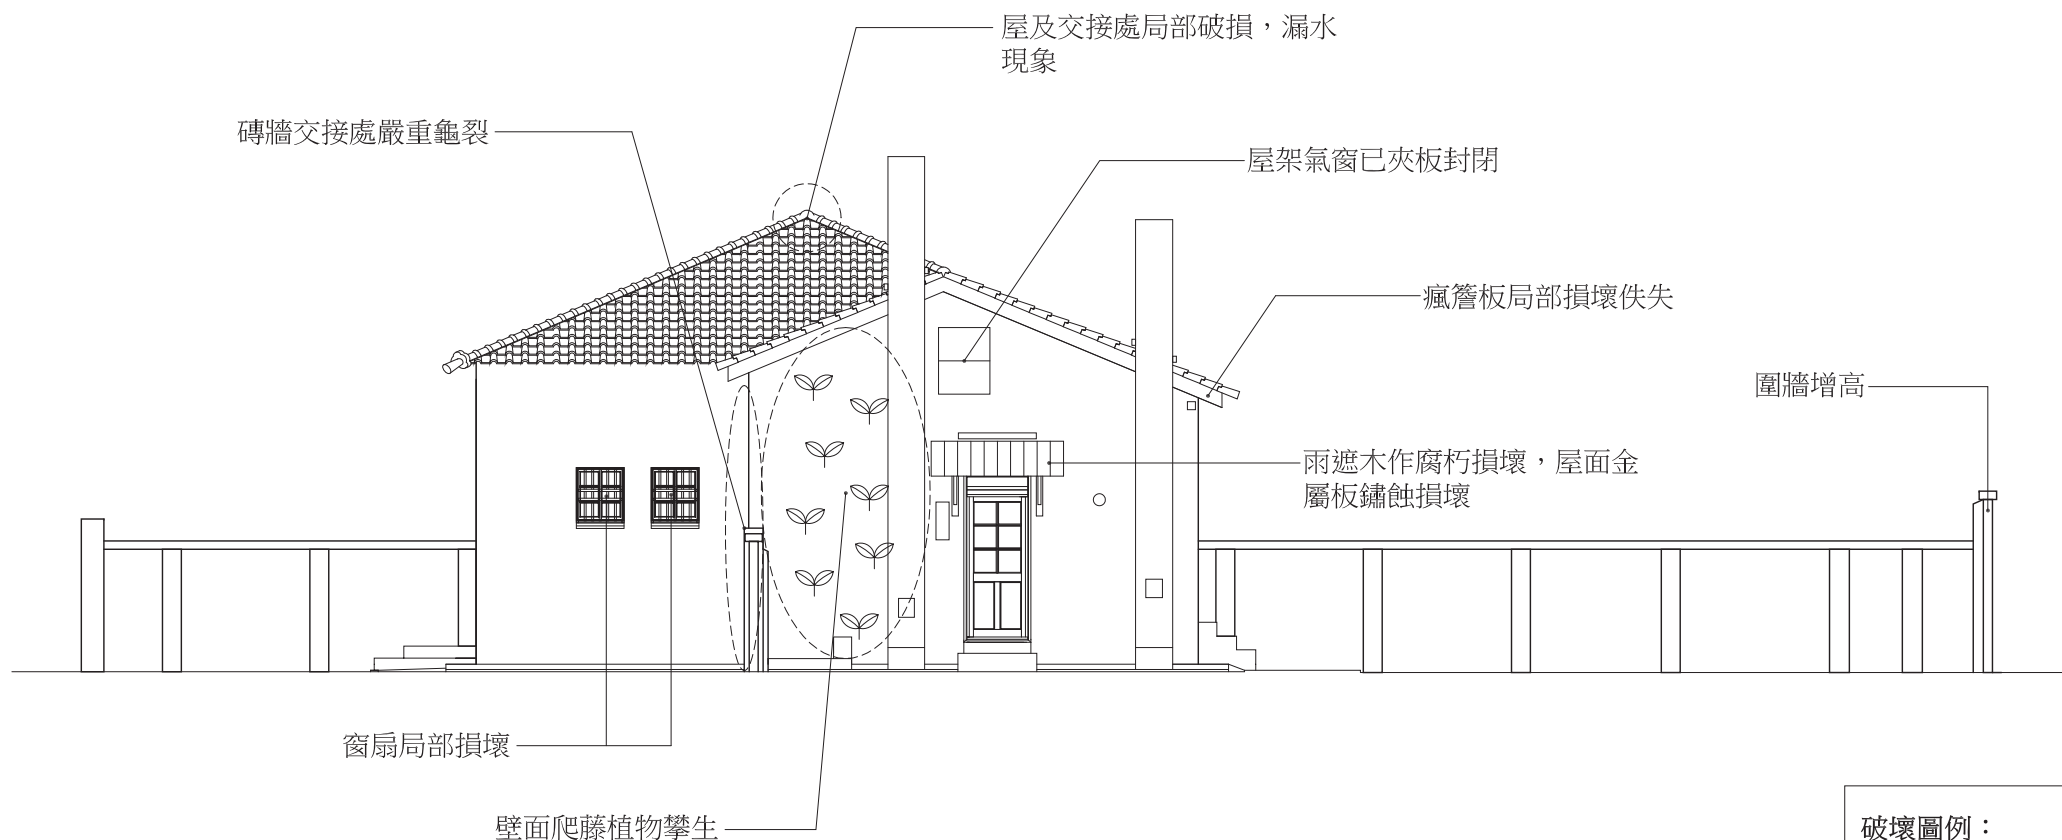 屋及交接處局部破損，漏水
現象
磚牆交接處嚴重龜裂
屋架氣窗已夾板封閉
瘋簷板局部損壞佚失
圍牆增高
雨遮木作腐朽損壞，屋面金
屬板鏽蝕損壞
窗扇局部損壞
壁面爬藤植物攀生
破壞圖例：